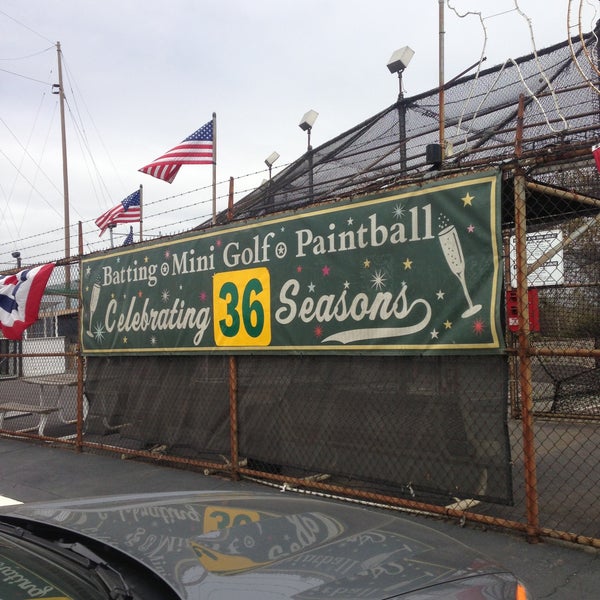 Batting Mini Golf Paintball
Celebrating 36 Seasons